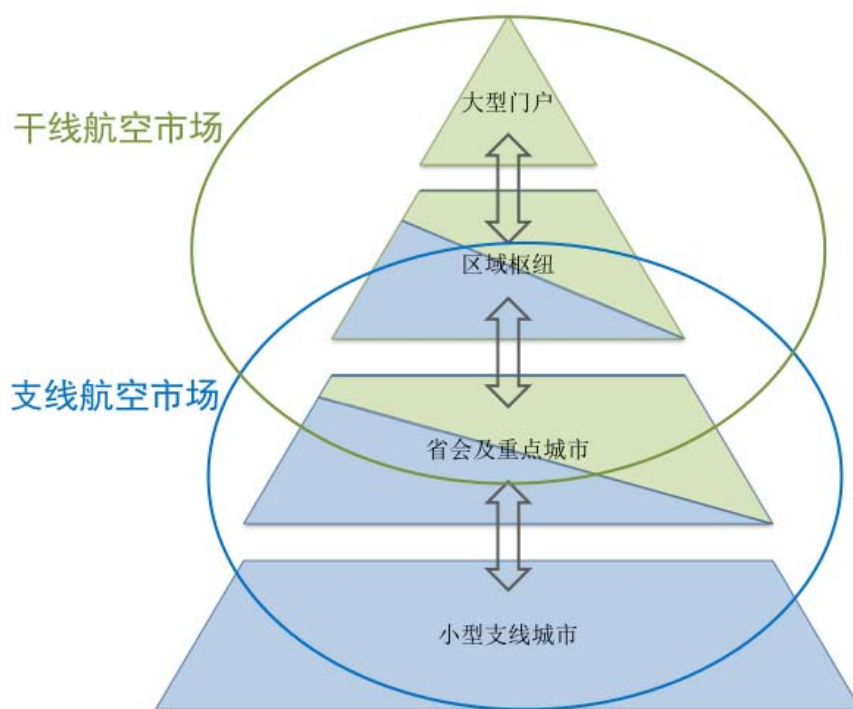 大型门户
干线航空市场
区域枢纽
支线航空市场
省会及重点城市
小型支线城市